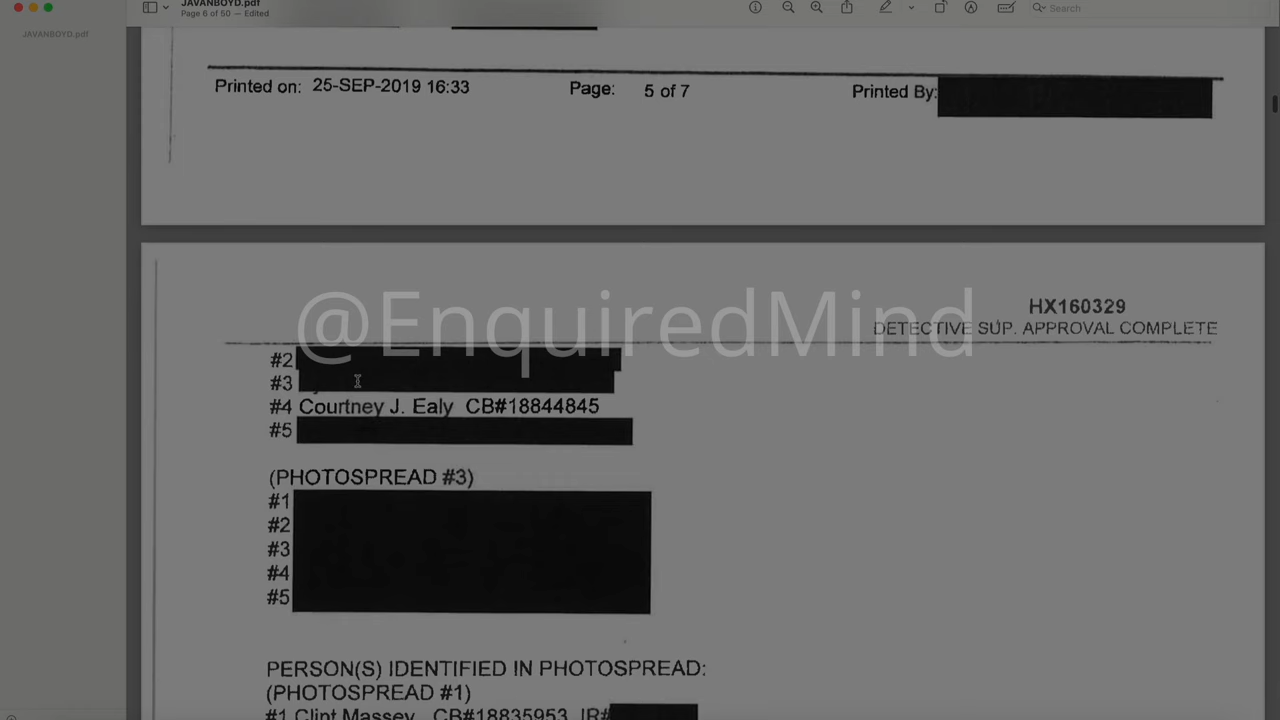 JAVANBOYD.pdf
Page 6 of 50 — Edited
Search
JAVANBOYD.pdf
Printed on: 25-SEP-2019 16:33 Page: 5 of 7 Printed By:
@EnquiredMind
HX160329
DETECTIVE SUP. APPROVAL COMPLETE
#2
#3
#4 Courtney J. Ealy CB#18844845
#5
(PHOTOSPREAD #3)
#1
#2
#3
#4
#5
PERSON(S) IDENTIFIED IN PHOTOSPREAD:
(PHOTOSPREAD #1)
#1 Clint Massey CB#18835953 IR#